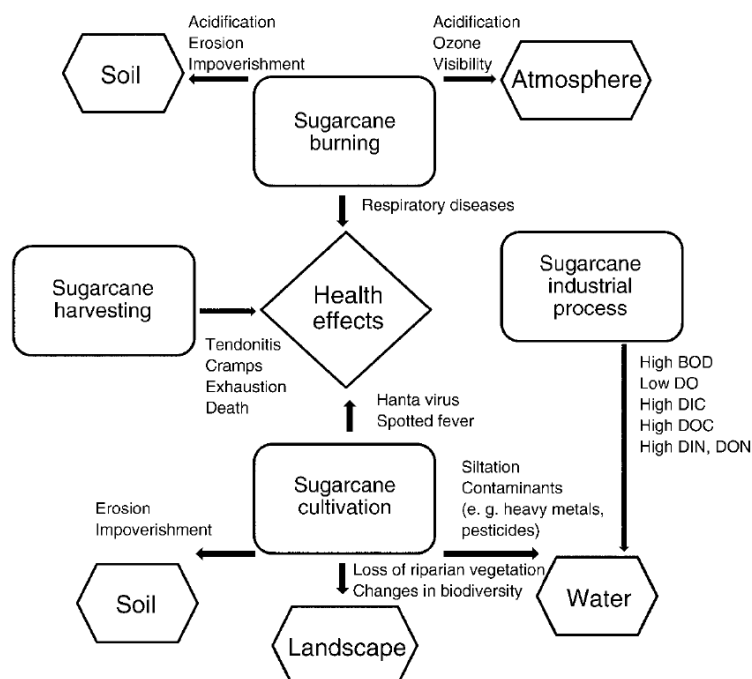 Acidification
Erosion
Impoverishment
Acidification
Ozone
Visibility
Soil
Atmosphere
Sugarcane
burning
Respiratory diseases
Sugarcane
harvesting
Health
effects
Sugarcane
industrial
process
Tendonitis
Cramps
Exhaustion
Death
High BOD
Low DO
High DIC
High DOC
High DIN, DON
Hanta virus
Spotted fever
Sugarcane
cultivation
Siltation
Contaminants
(e. g. heavy metals,
pesticides)
Erosion
Impoverishment
Loss of riparian vegetation
Changes in biodiversity
Soil
Landscape
Water